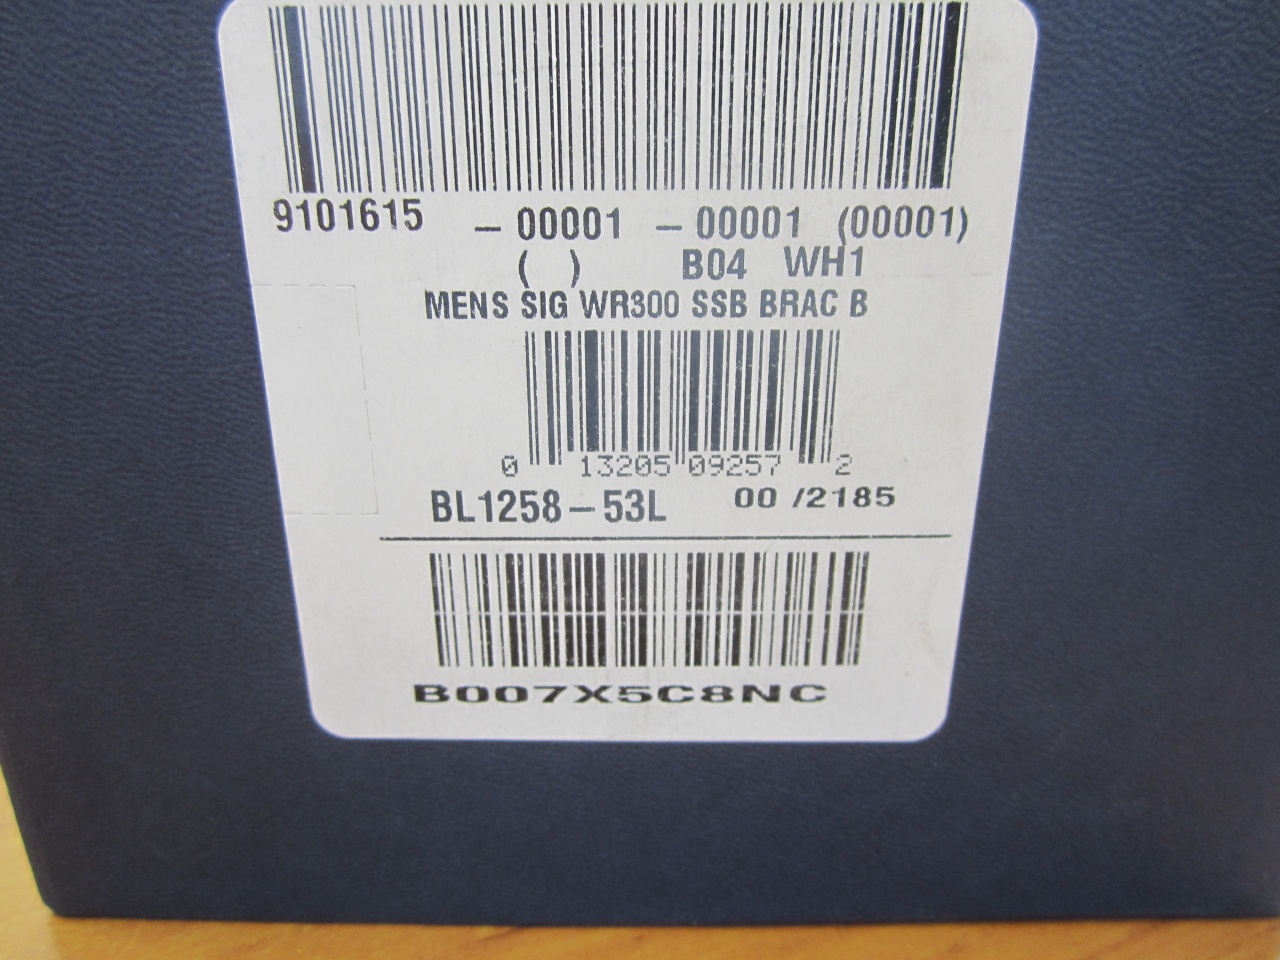 9101615 – 00001 – 00001 (00001)
( ) B04 WH1
MENS SIG WR300 SSB BRAC B
0 13205 09257 2
BL1258–53L 00 /2185
B007X5C8NC